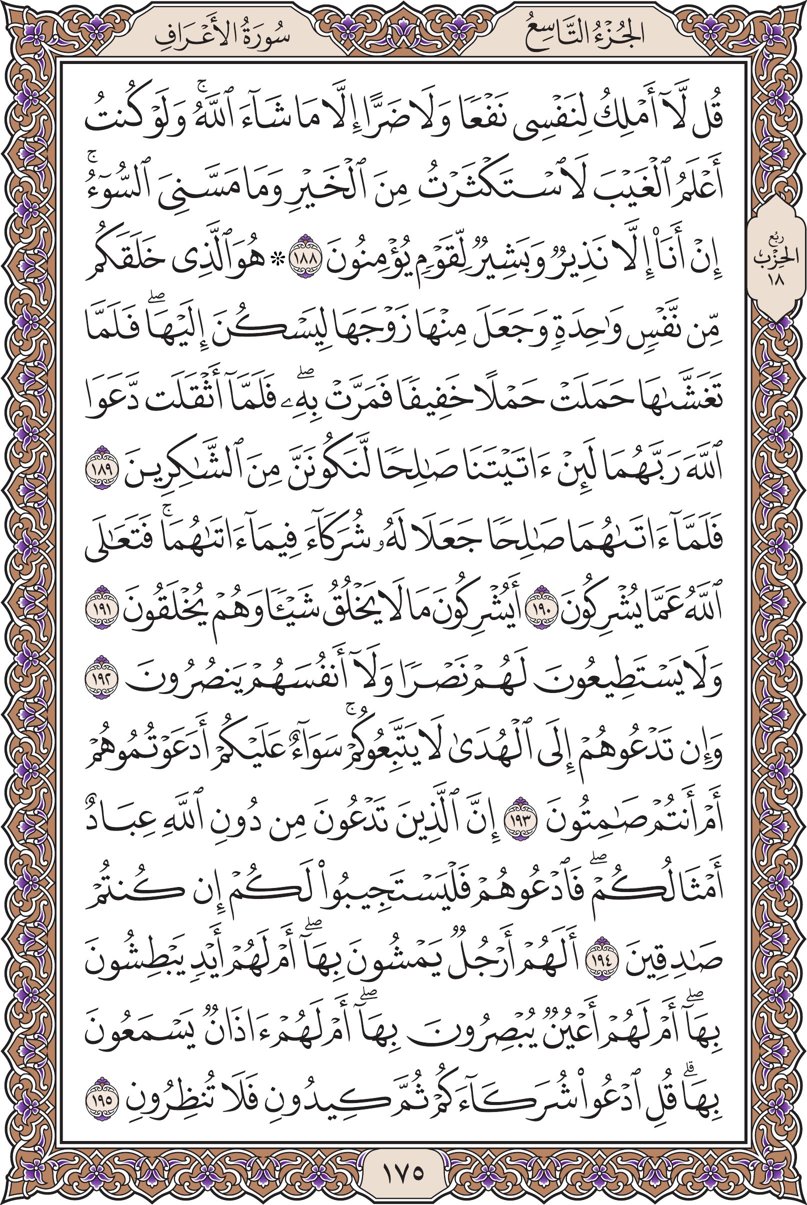 الجُزْءُ التَّاسِعُ
سُورَةُ الأَعْرَافِ
قُل لَّآ أَمْلِكُ لِنَفْسِى نَفْعًا وَلَا ضَرًّا إِلَّا مَا شَآءَ ٱللَّهُۚ وَلَوْ كُنتُ
أَعْلَمُ ٱلْغَيْبَ لَٱسْتَكْثَرْتُ مِنَ ٱلْخَيْرِ وَمَا مَسَّنِىَ ٱلسُّوٓءُۚ
إِنْ أَنَا۠ إِلَّا نَذِيرٌ وَبَشِيرٌ لِّقَوْمٍ يُؤْمِنُونَ ١٨٨ * هُوَ ٱلَّذِى خَلَقَكُم
مِّن نَّفْسٍ وَٰحِدَةٍ وَجَعَلَ مِنْهَا زَوْجَهَا لِيَسْكُنَ إِلَيْهَاۖ فَلَمَّا
تَغَشَّىٰهَا حَمَلَتْ حَمْلًا خَفِيفًا فَمَرَّتْ بِهِۦۖ فَلَمَّآ أَثْقَلَت دَّعَوَا
ٱللَّهَ رَبَّهُمَا لَئِنْ ءَاتَيْتَنَا صَٰلِحًا لَّنَكُونَنَّ مِنَ ٱلشَّٰكِرِينَ ١٨٩
فَلَمَّآ ءَاتَىٰهُمَا صَٰلِحًا جَعَلَا لَهُۥ شُرَكَآءَ فِيمَآ ءَاتَىٰهُمَاۚ فَتَعَٰلَى
ٱللَّهُ عَمَّا يُشْرِكُونَ ١٩٠ أَيُشْرِكُونَ مَا لَا يَخْلُقُ شَيْـًٔا وَهُمْ يُخْلَقُونَ ١٩١
وَلَا يَسْتَطِيعُونَ لَهُمْ نَصْرًا وَلَآ أَنفُسَهُمْ يَنصُرُونَ ١٩٢
وَإِن تَدْعُوهُمْ إِلَى ٱلْهُدَىٰ لَا يَتَّبِعُوكُمْۚ سَوَآءٌ عَلَيْكُمْ أَدَعَوْتُمُوهُمْ
أَمْ أَنتُمْ صَٰمِتُونَ ١٩٣ إِنَّ ٱلَّذِينَ تَدْعُونَ مِن دُونِ ٱللَّهِ عِبَادٌ
أَمْثَالُكُمْۖ فَٱدْعُوهُمْ فَلْيَسْتَجِيبُوا۟ لَكُمْ إِن كُنتُمْ
صَٰدِقِينَ ١٩٤ أَلَهُمْ أَرْجُلٌ يَمْشُونَ بِهَآۖ أَمْ لَهُمْ أَيْدٍ يَبْطِشُونَ
بِهَآۖ أَمْ لَهُمْ أَعْيُنٌ يُبْصِرُونَ بِهَآۖ أَمْ لَهُمْ ءَاذَانٌ يَسْمَعُونَ
بِهَاۗ قُلِ ٱدْعُوا۟ شُرَكَآءَكُمْ ثُمَّ كِيدُونِ فَلَا تُنظِرُونِ ١٩٥
رُبُع
الحِزْب
١٨
١٧٥